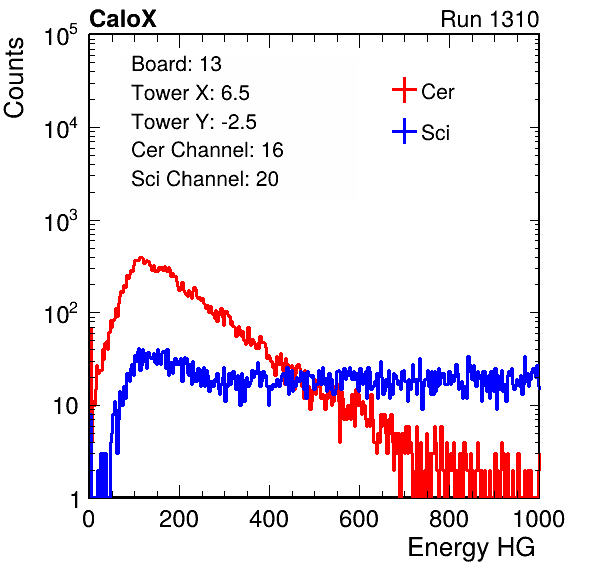 CaloX Run 1310
Counts
10^5
10^4
10^3
10^2
10
1
Board: 13
Tower X: 6.5
Tower Y: -2.5
Cer Channel: 16
Sci Channel: 20
Cer
Sci
0 200 400 600 800 1000
Energy HG